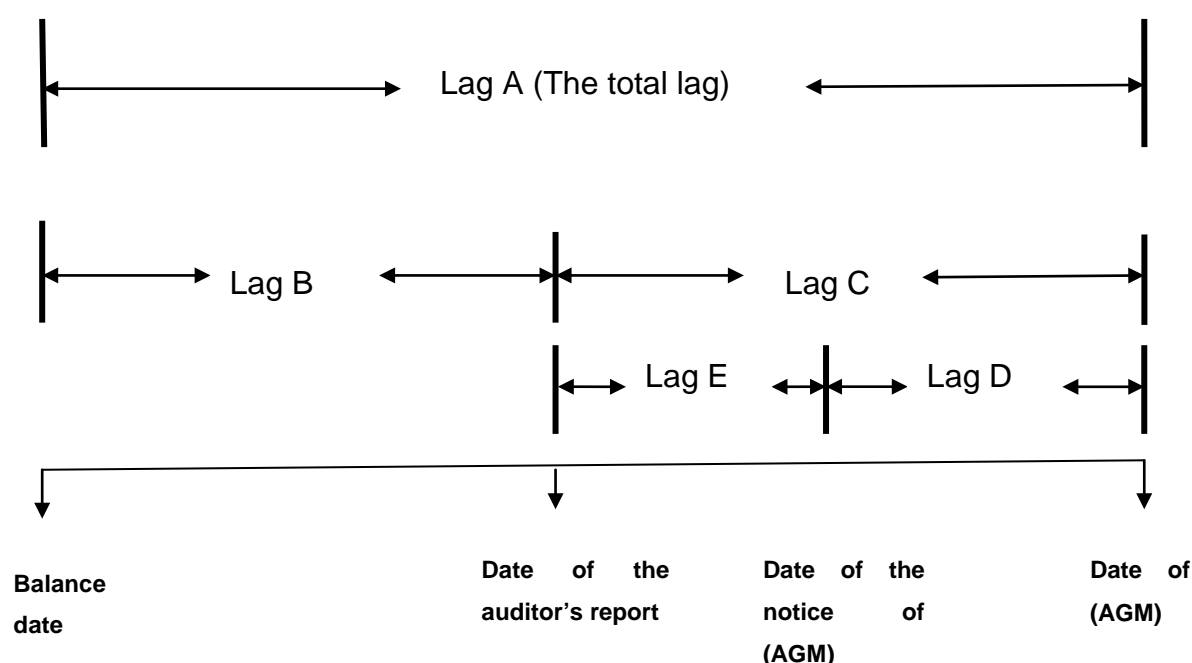 Lag A (The total lag)
Lag B
Lag C
Lag E
Lag D
Balance
date
Date of the
auditor’s report
Date of the
notice of
(AGM)
Date of
(AGM)